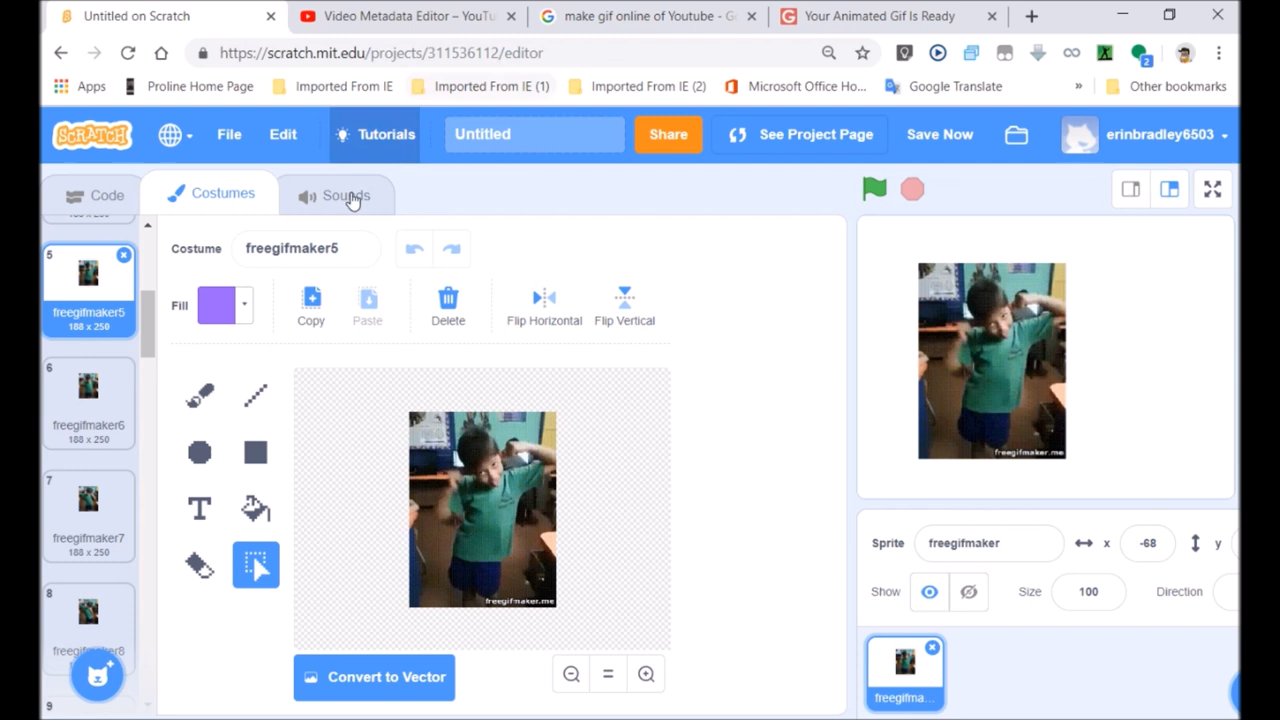 Untitled on Scratch
Video Metadata Editor – YouTu
make gif online of Youtube - Go
Your Animated Gif Is Ready
https://scratch.mit.edu/projects/311536112/editor
2
Apps
Proline Home Page
Imported From IE
Imported From IE (1)
Imported From IE (2)
Microsoft Office Ho...
Google Translate
»
Other bookmarks
SCRATCH
File
Edit
Tutorials
Untitled
Share
See Project Page
Save Now
erinbradley6503
Code
Costumes
Sounds
188 x 250
5
freegifmaker5
188 x 250
6
freegifmaker6
188 x 250
7
freegifmaker7
188 x 250
8
freegifmaker8
9
Costume
freegifmaker5
Fill
Copy
Paste
Delete
Flip Horizontal
Flip Vertical
T
freegifmaker.me
Convert to Vector
freegifmaker.me
Sprite
freegifmaker
x
-68
y
Show
Size
100
Direction
freegifma...